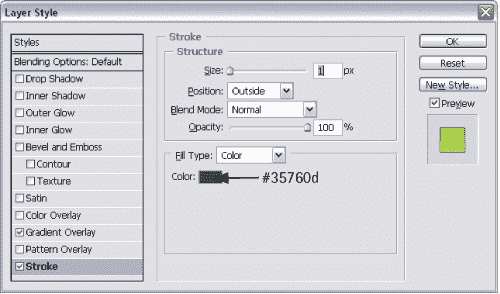 Layer Style
Styles
Blending Options: Default
Drop Shadow
Inner Shadow
Outer Glow
Inner Glow
Bevel and Emboss
Contour
Texture
Satin
Color Overlay
Gradient Overlay
Pattern Overlay
Stroke
Stroke
Structure
Size: 1 px
Position: Outside
Blend Mode: Normal
Opacity: 100 %
Fill Type: Color
Color: #35760d
OK
Reset
New Style...
Preview